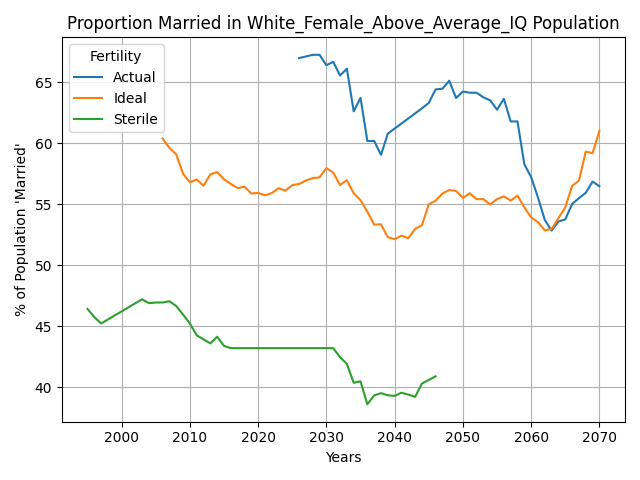 Proportion Married in White_Female_Above_Average_IQ Population
Fertility
Actual
Ideal
Sterile
% of Population 'Married'
65
60
55
50
45
40
2000 2010 2020 2030 2040 2050 2060 2070
Years